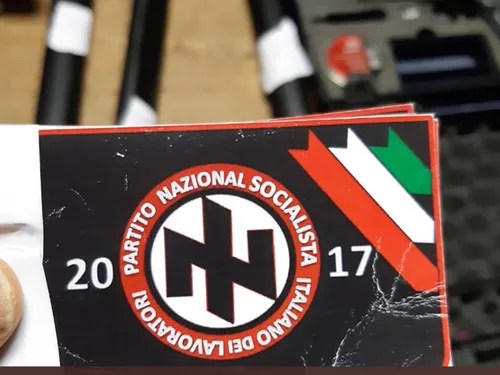 PARTITO NAZIONAL SOCIALISTA ITALIANO DEI LAVORATORI
20 17